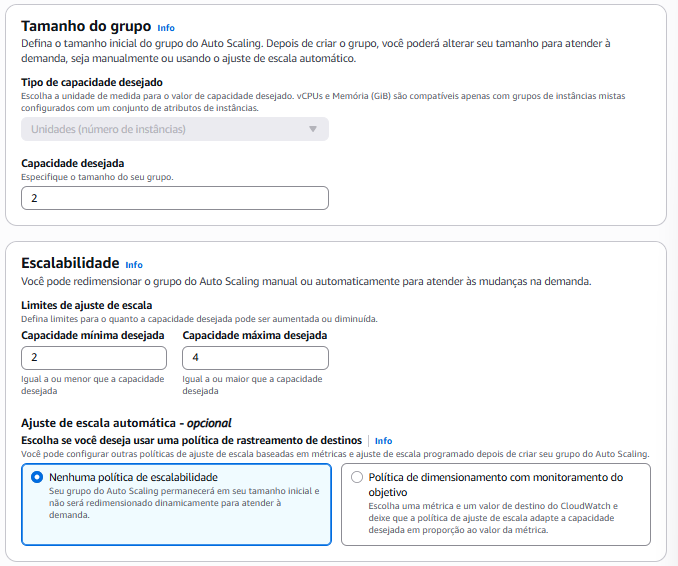 Tamanho do grupo Info
Defina o tamanho inicial do grupo do Auto Scaling. Depois de criar o grupo, você poderá alterar seu tamanho para atender à
demanda, seja manualmente ou usando o ajuste de escala automático.
Tipo de capacidade desejado
Escolha a unidade de medida para o valor de capacidade desejado. vCPUs e Memória (GiB) são compatíveis apenas com grupos de instâncias mistas
configurados com um conjunto de atributos de instâncias.
Unidades (número de instâncias)
Capacidade desejada
Especifique o tamanho do seu grupo.
2
Escalabilidade Info
Você pode redimensionar o grupo do Auto Scaling manual ou automaticamente para atender às mudanças na demanda.
Limites de ajuste de escala
Defina limites para o quanto a capacidade desejada pode ser aumentada ou diminuída.
Capacidade mínima desejada
2
Igual a ou menor que a capacidade
desejada
Capacidade máxima desejada
4
Igual a ou maior que a capacidade
desejada
Ajuste de escala automática - opcional
Escolha se você deseja usar uma política de rastreamento de destinos | Info
Você pode configurar outras políticas de ajuste de escala baseadas em métricas e ajuste de escala programado depois de criar seu grupo do Auto Scaling.
Nenhuma política de escalabilidade
Seu grupo do Auto Scaling permanecerá em seu tamanho inicial e
não será redimensionado dinamicamente para atender à
demanda.
Política de dimensionamento com monitoramento do
objetivo
Escolha uma métrica e um valor de destino do CloudWatch e
deixe que a política de ajuste de escala adapte a capacidade
desejada em proporção ao valor da métrica.